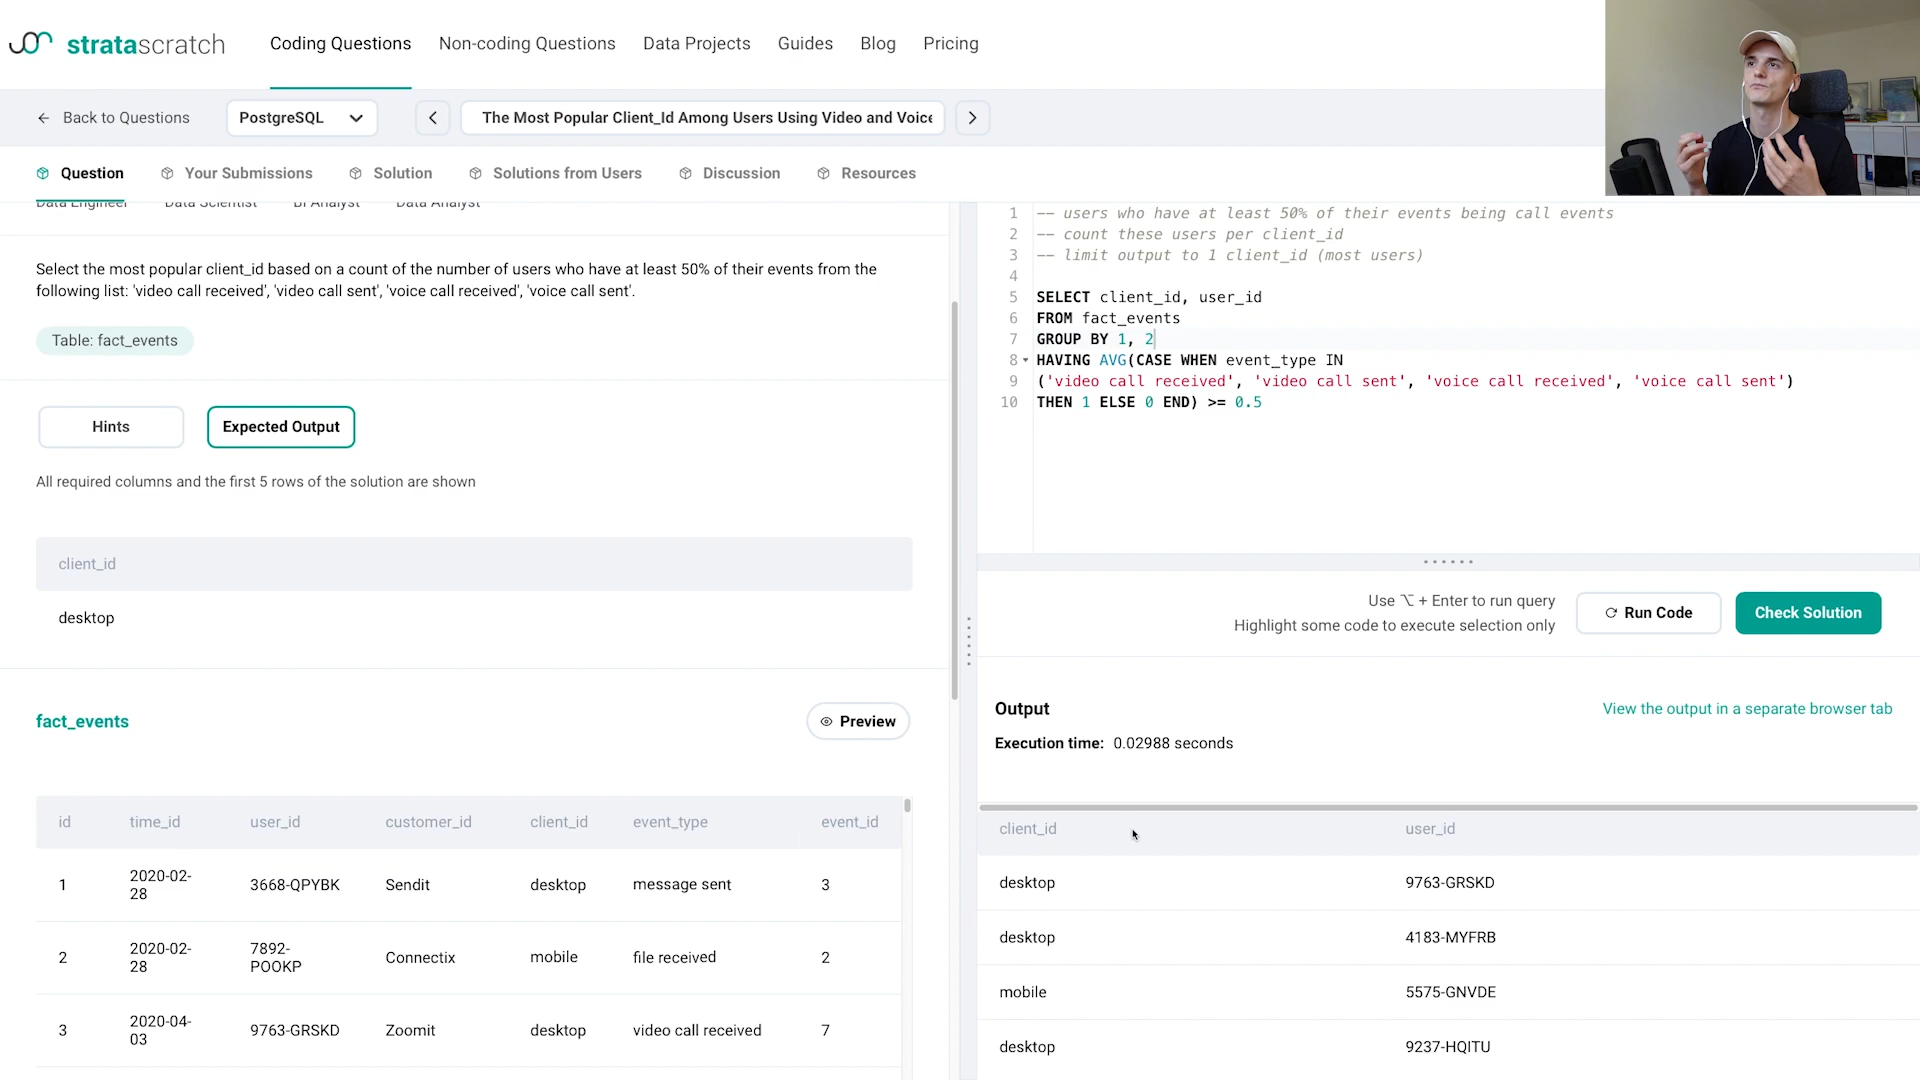 stratascratch
Coding Questions
Non-coding Questions
Data Projects
Guides
Blog
Pricing
Back to Questions
PostgreSQL
The Most Popular Client_Id Among Users Using Video and Voice
Question
Your Submissions
Solution
Solutions from Users
Discussion
Resources
Data Engineer
Data Scientist
BI Analyst
Data Analyst
Select the most popular client_id based on a count of the number of users who have at least 50% of their events from the
following list: 'video call received', 'video call sent', 'voice call received', 'voice call sent'.
Table: fact_events
Hints
Expected Output
All required columns and the first 5 rows of the solution are shown
client_id
desktop
fact_events
Preview
id time_id user_id customer_id client_id event_type event_id
1 2020-02-28 3668-QPYBK Sendit desktop message sent 3
2 2020-02-28 7892-POOKP Connectix mobile file received 2
3 2020-04-03 9763-GRSKD Zoomit desktop video call received 7
1 -- users who have at least 50% of their events being call events
2 -- count these users per client_id
3 -- limit output to 1 client_id (most users)
4
5 SELECT client_id, user_id
6 FROM fact_events
7 GROUP BY 1, 2
8 HAVING AVG(CASE WHEN event_type IN
9 ('video call received', 'video call sent', 'voice call received', 'voice call sent')
10 THEN 1 ELSE 0 END) >= 0.5
Use ⌥ + Enter to run query
Highlight some code to execute selection only
Run Code
Check Solution
Output
View the output in a separate browser tab
Execution time: 0.02988 seconds
client_id user_id
desktop 9763-GRSKD
desktop 4183-MYFRB
mobile 5575-GNVDE
desktop 9237-HQITU